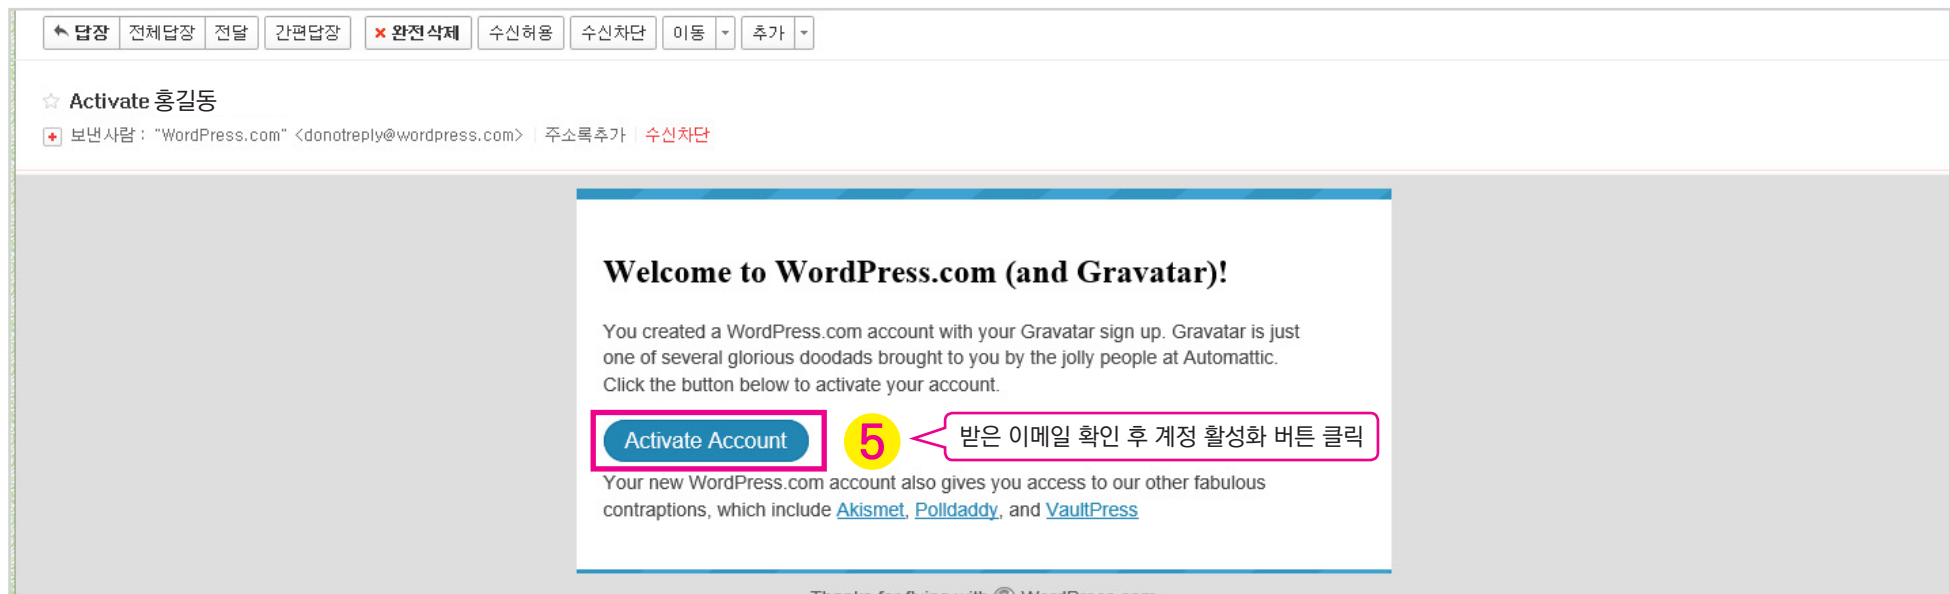 답장 전체답장 전달 간편답장 × 완전삭제 수신허용 수신차단 이동 추가
☆ Activate 홍길동
보낸사람 : "WordPress.com" <donotreply@wordpress.com> 주소록추가 수신차단
Welcome to WordPress.com (and Gravatar)!
You created a WordPress.com account with your Gravatar sign up. Gravatar is just
one of several glorious doodads brought to you by the jolly people at Automattic.
Click the button below to activate your account.
Activate Account
5 받은 이메일 확인 후 계정 활성화 버튼 클릭
Your new WordPress.com account also gives you access to our other fabulous
contraptions, which include Akismet, Polldaddy, and VaultPress
Thanks for flying with WordPress.com